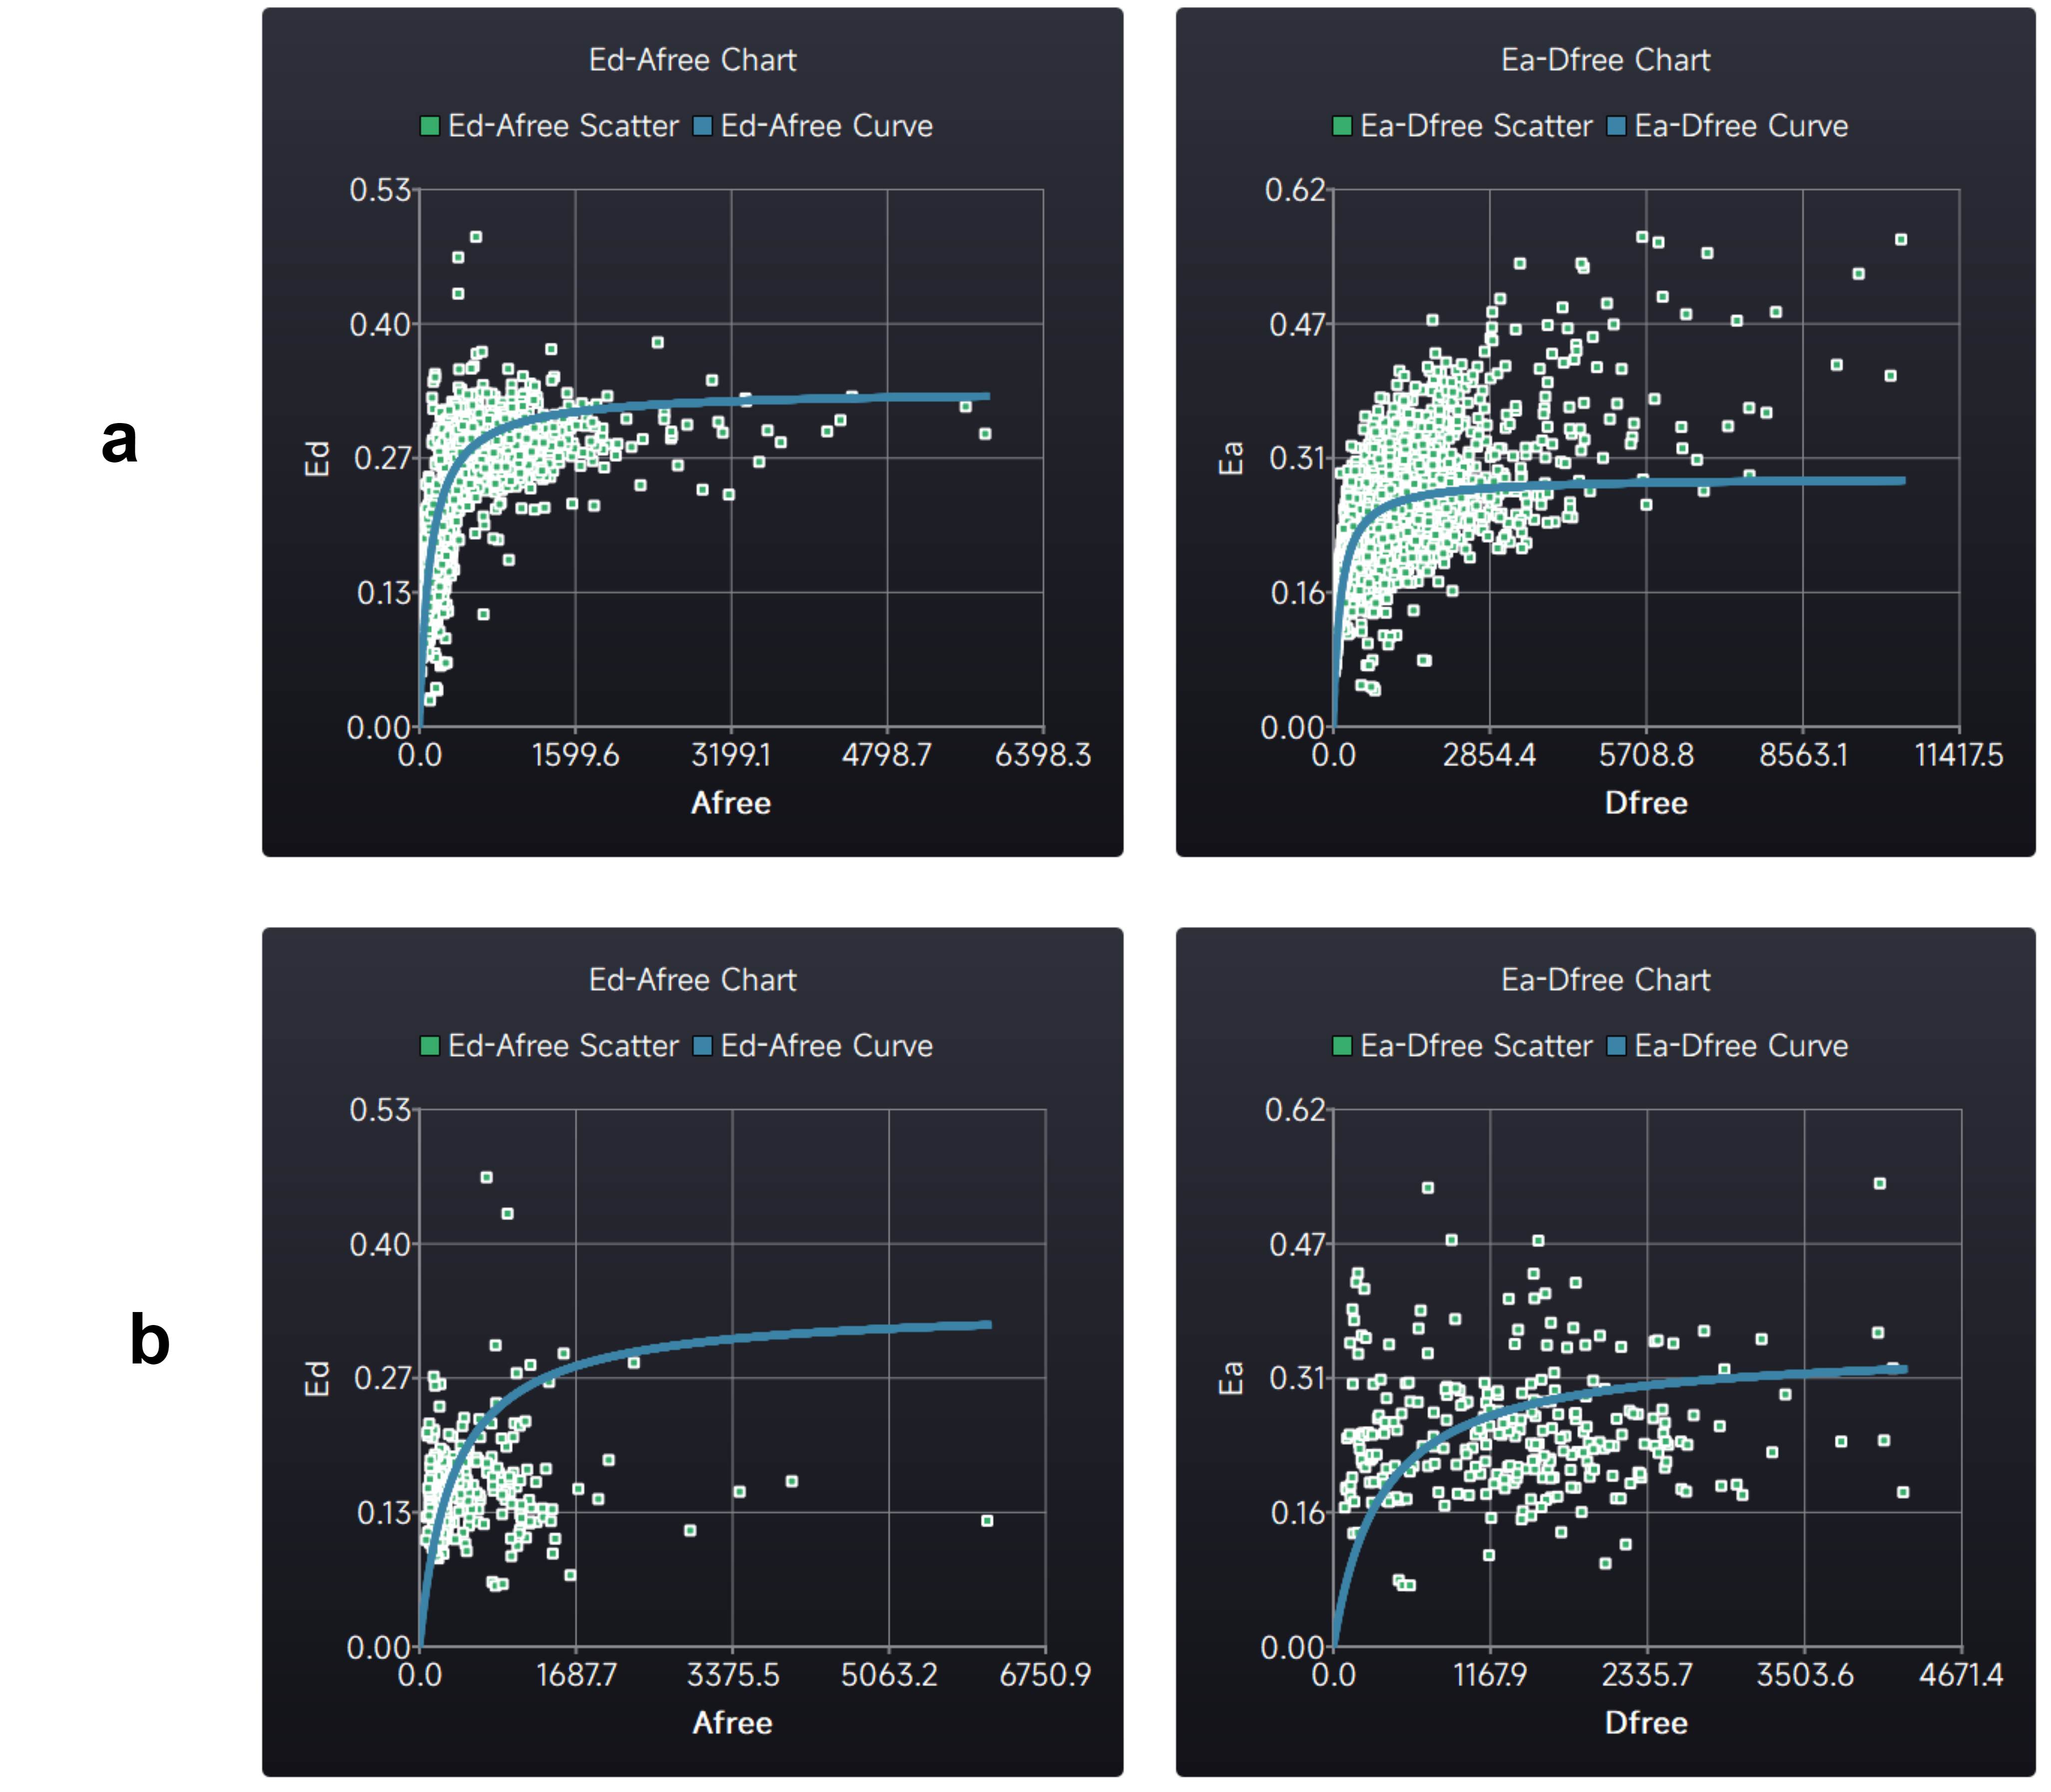 a
Ed-Afree Chart
Ed-Afree Scatter Ed-Afree Curve
Ed
0.53
0.40
0.27
0.13
0.00
0.0 1599.6 3199.1 4798.7 6398.3
Afree
Ea-Dfree Chart
Ea-Dfree Scatter Ea-Dfree Curve
Ea
0.62
0.47
0.31
0.16
0.00
0.0 2854.4 5708.8 8563.1 11417.5
Dfree
b
Ed-Afree Chart
Ed-Afree Scatter Ed-Afree Curve
Ed
0.53
0.40
0.27
0.13
0.00
0.0 1687.7 3375.5 5063.2 6750.9
Afree
Ea-Dfree Chart
Ea-Dfree Scatter Ea-Dfree Curve
Ea
0.62
0.47
0.31
0.16
0.00
0.0 1167.9 2335.7 3503.6 4671.4
Dfree